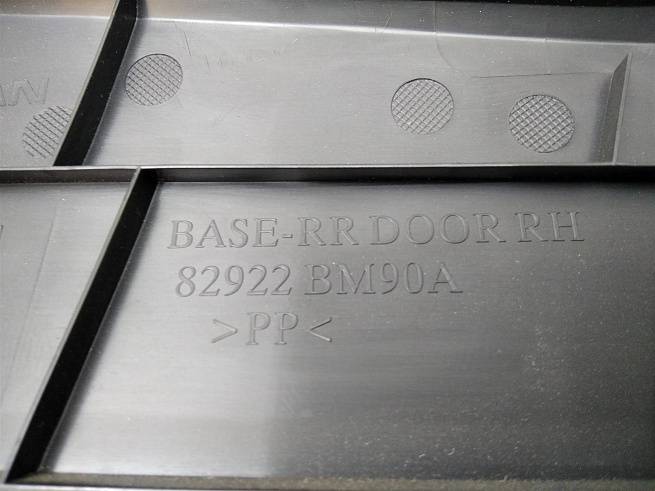 BASE-RR DOOR RH
82922 BM90A
>PP<